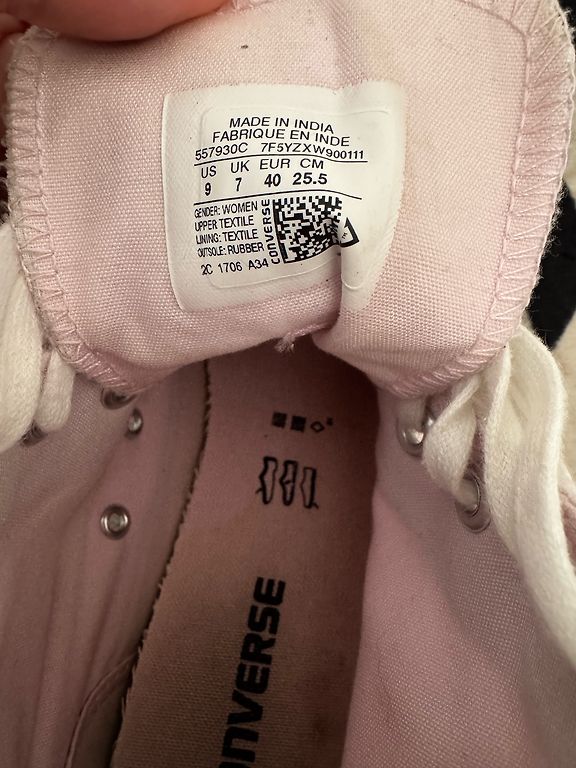 MADE IN INDIA
FABRIQUE EN INDE
557930C 7F5YZXW900111
US UK EUR CM
9 7 40 25.5
GENDER: WOMEN
UPPER TEXTILE
LINING: TEXTILE
OUTSOLE: RUBBER
2C 1706 A34
CONVERSE
CONVERSE